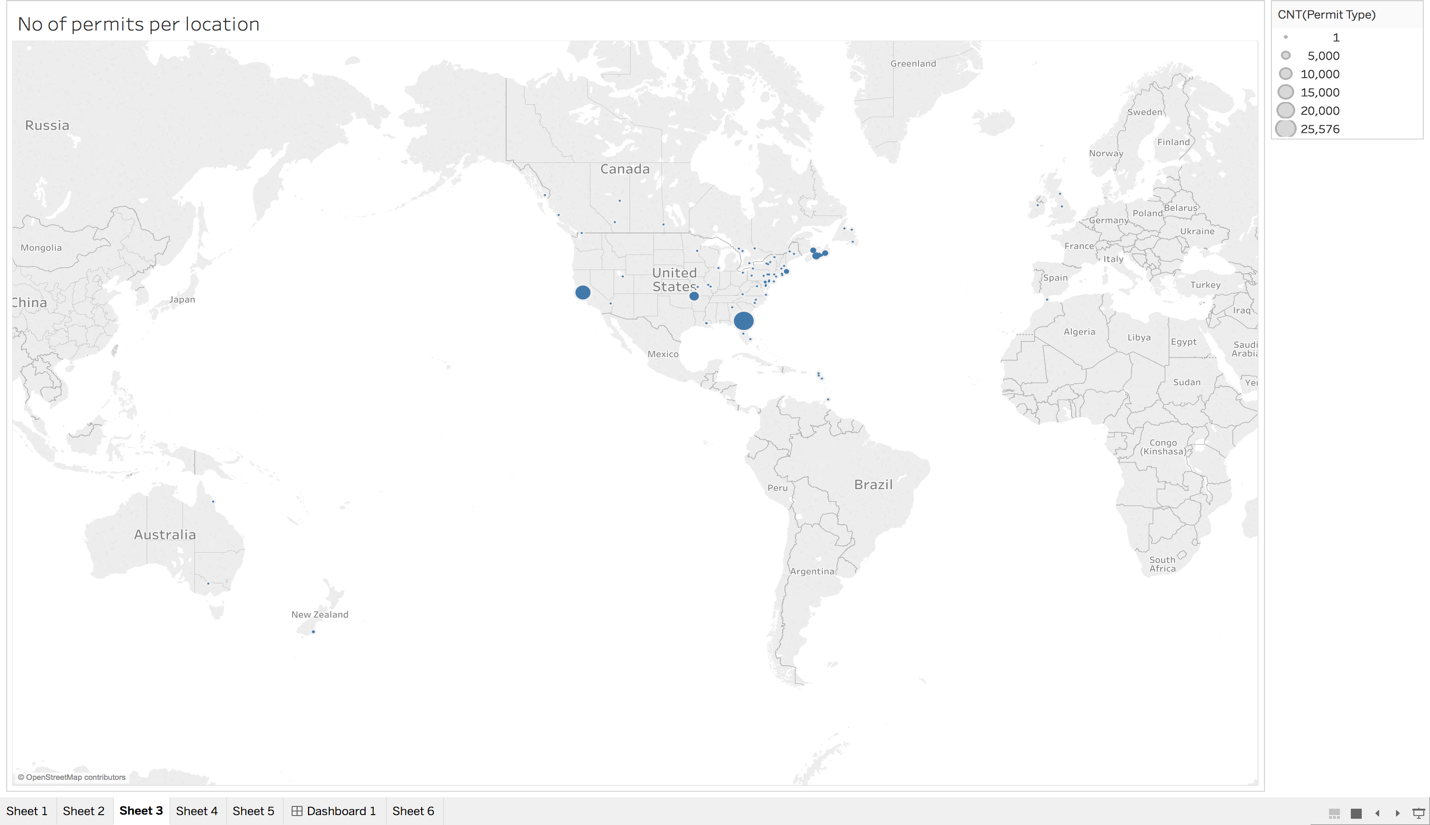 No of permits per location
CNT(Permit Type)
1
5,000
10,000
15,000
20,000
25,576
Greenland
Russia
Sweden
Finland
Norway
Canada
Belarus
Poland
Germany
Ukraine
Mongolia
France
Italy
United
States
Spain
Turkey
China
Japan
Iraq
Algeria
Libya
Egypt
Saudi
Arabia
Mexico
Sudan
Congo
(Kinshasa)
Peru
Brazil
Australia
South
Africa
Argentina
New Zealand
© OpenStreetMap contributors
Sheet 1 Sheet 2 Sheet 3 Sheet 4 Sheet 5 Dashboard 1 Sheet 6